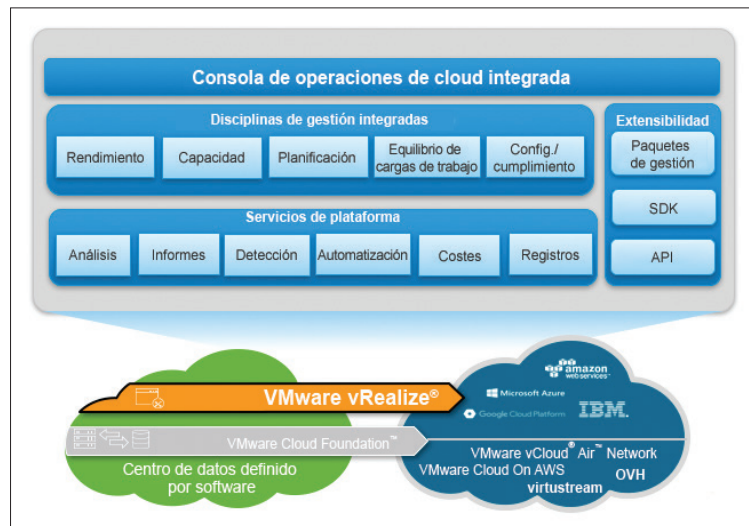 Consola de operaciones de cloud integrada
Disciplinas de gestión integradas
Rendimiento
Capacidad
Planificación
Equilibrio de
cargas de trabajo
Config./
cumplimiento
Extensibilidad
Paquetes
de gestión
SDK
API
Servicios de plataforma
Análisis
Informes
Detección
Automatización
Costes
Registros
VMware vRealize®
VMware Cloud Foundation™
Centro de datos definido
por software
amazon
webservices™
Microsoft Azure
Google Cloud Platform
IBM.
VMware vCloud® Air™ Network
VMware Cloud On AWS
OVH
virtustream